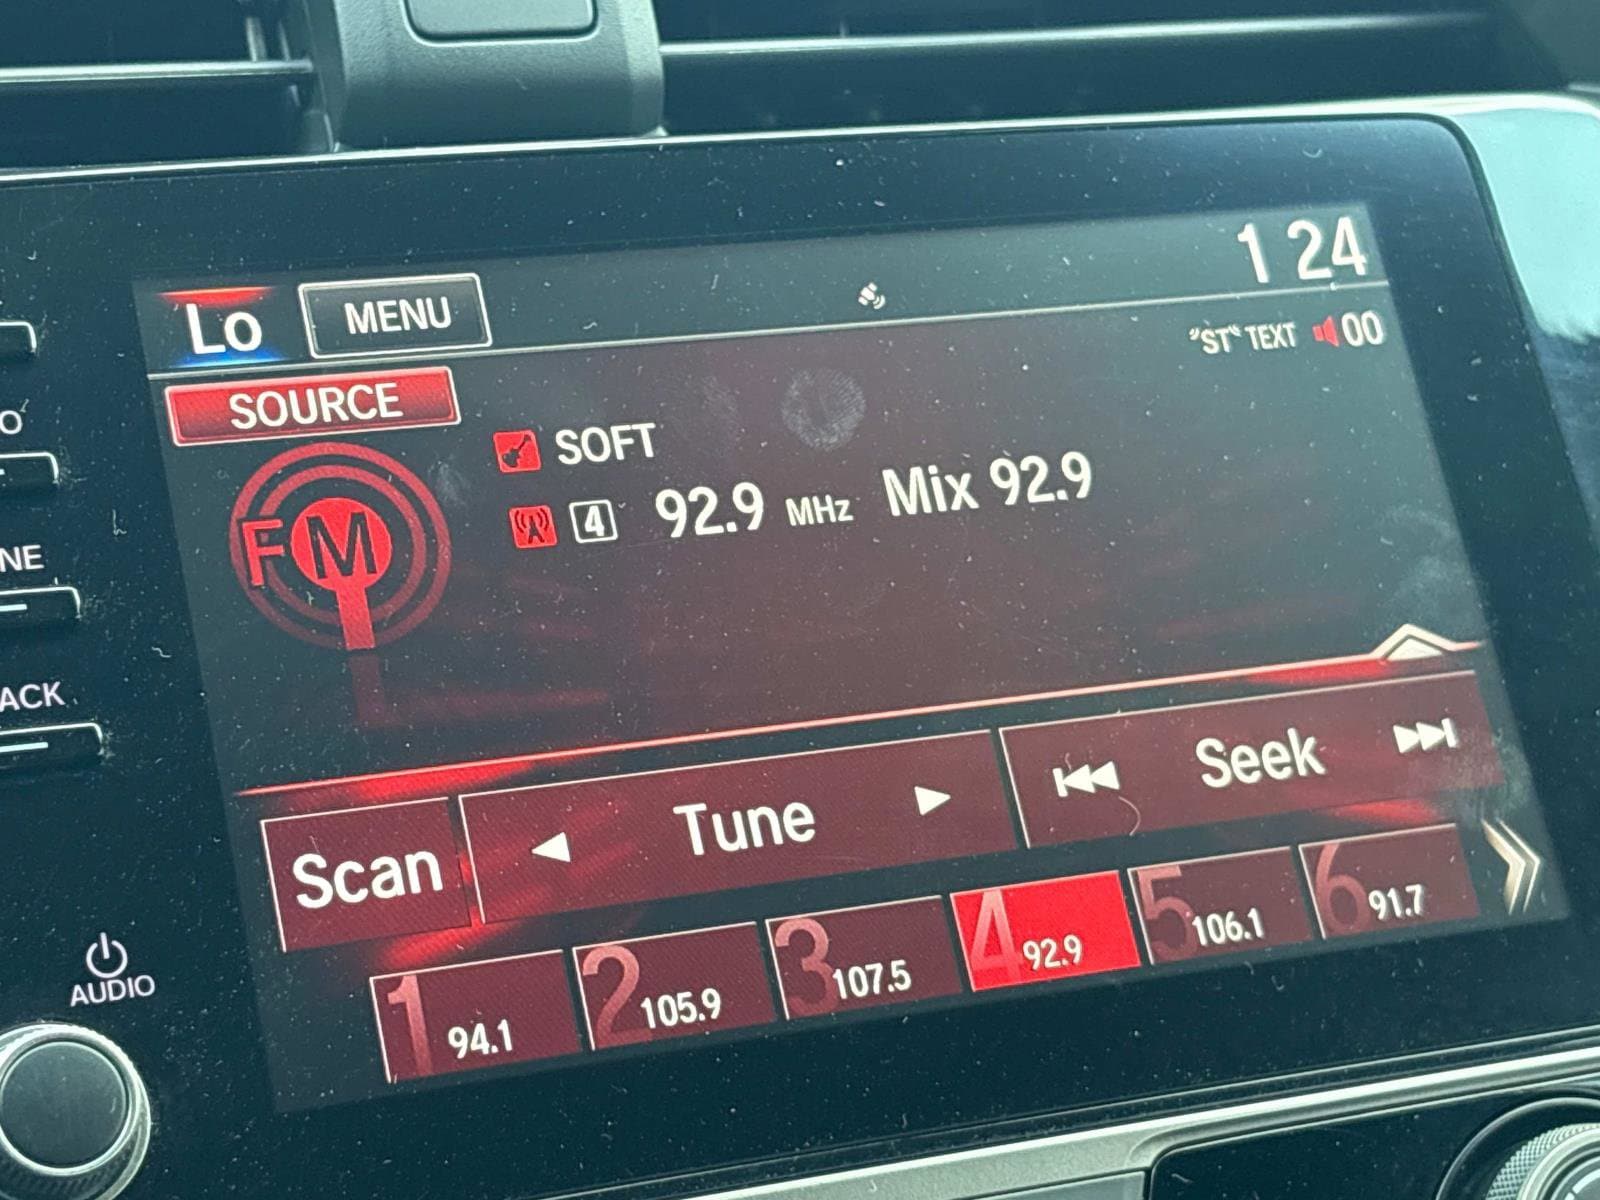 1 24
Lo
MENU
"ST" TEXT 00
SOURCE
SOFT
FM
4 92.9 MHz Mix 92.9
O
NE
ACK
Scan
Tune
Seek
1 94.1
2 105.9
3 107.5
4 92.9
5 106.1
6 91.7
AUDIO